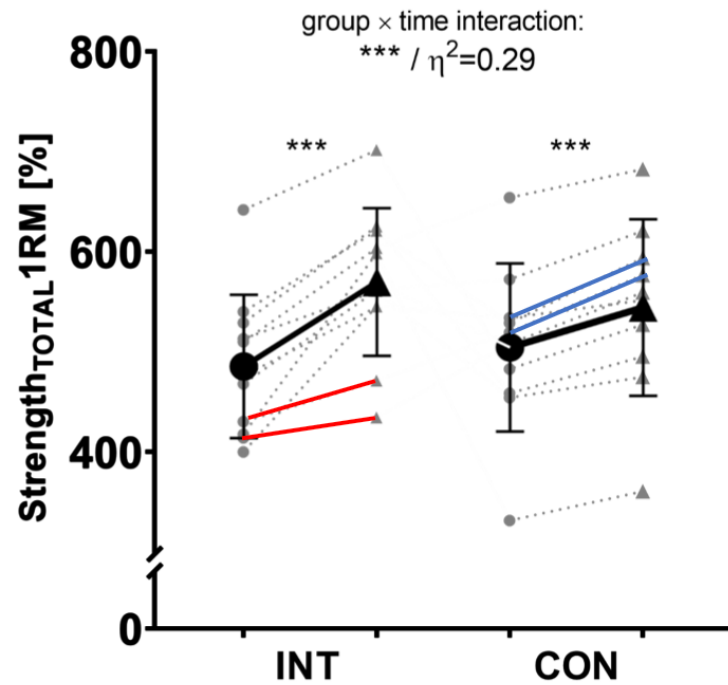 group × time interaction:
*** / η²=0.29
800
600
400
0
Strength_TOTAL 1RM [%]
***
***
INT
CON